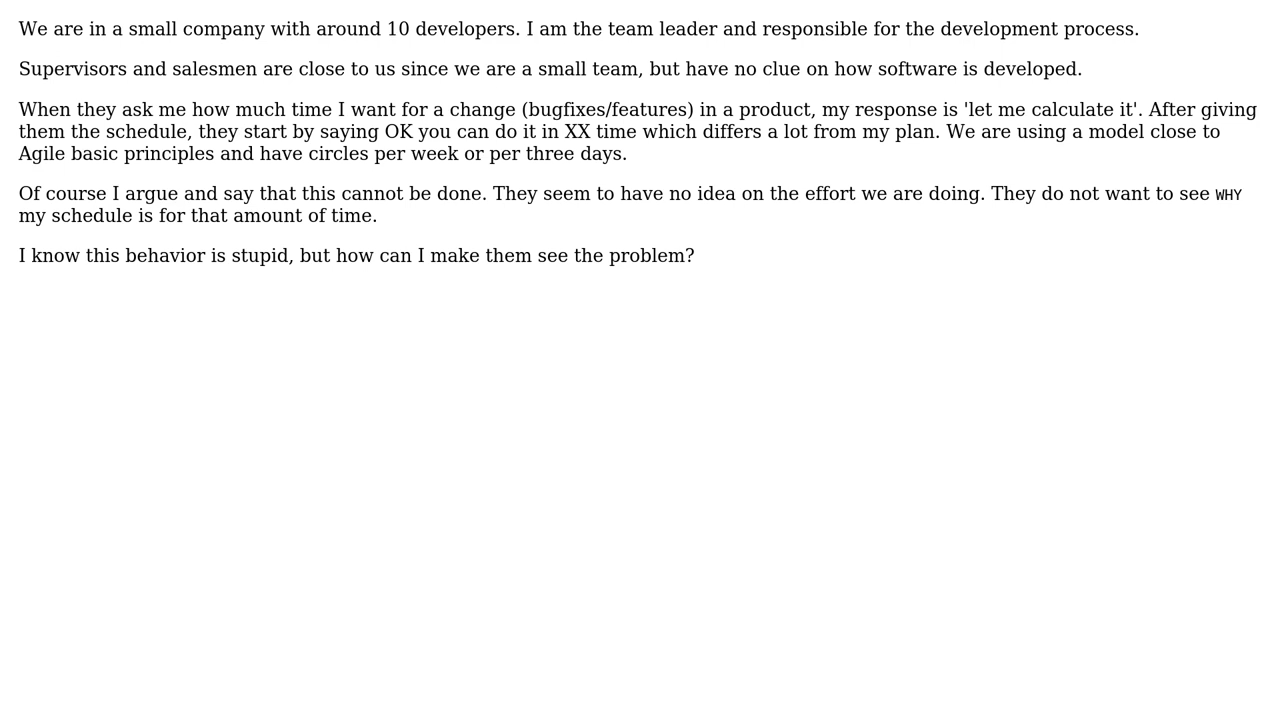 We are in a small company with around 10 developers. I am the team leader and responsible for the development process.
Supervisors and salesmen are close to us since we are a small team, but have no clue on how software is developed.
When they ask me how much time I want for a change (bugfixes/features) in a product, my response is 'let me calculate it'. After giving
them the schedule, they start by saying OK you can do it in XX time which differs a lot from my plan. We are using a model close to
Agile basic principles and have circles per week or per three days.
Of course I argue and say that this cannot be done. They seem to have no idea on the effort we are doing. They do not want to see WHY
my schedule is for that amount of time.
I know this behavior is stupid, but how can I make them see the problem?